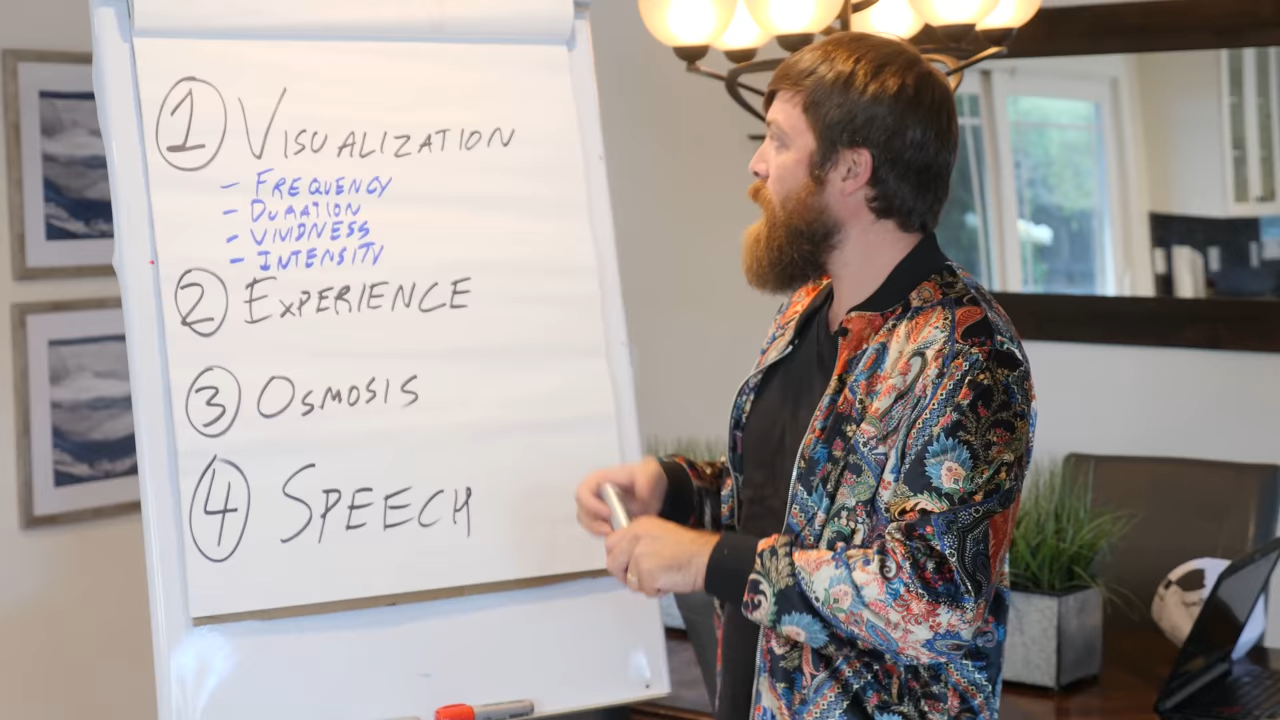 1 VISUALIZATION
- FREQUENCY
- DURATION
- VIVIDNESS
- INTENSITY
2 EXPERIENCE
3 OSMOSIS
4 SPEECH